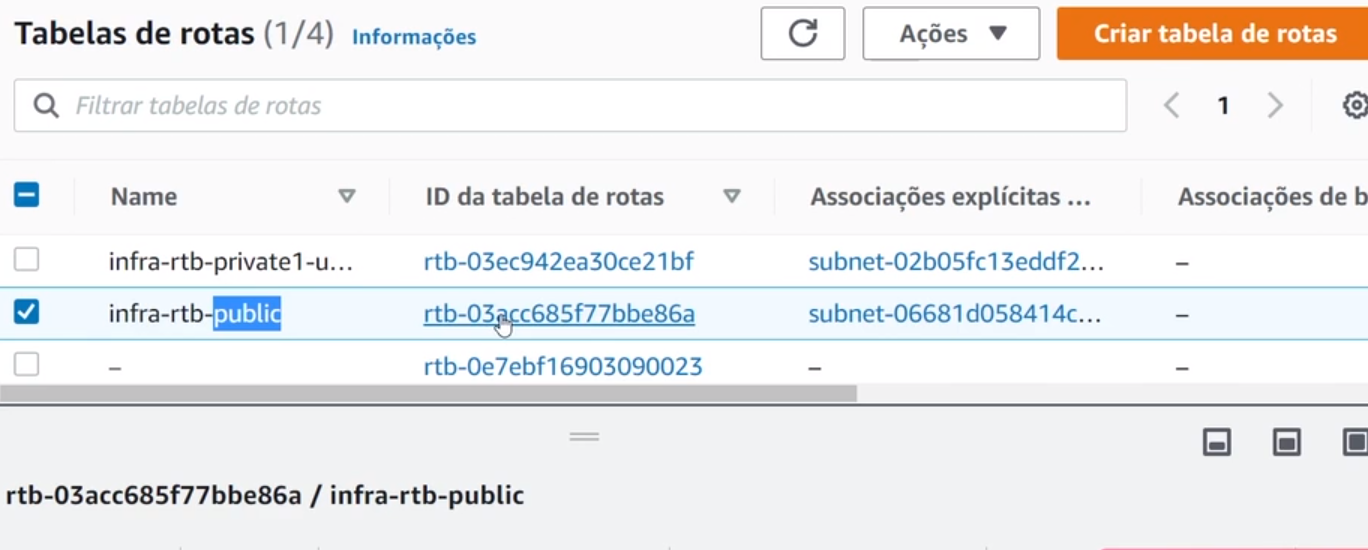 Tabelas de rotas (1/4) Informações Ações Criar tabela de rotas
Filtrar tabelas de rotas 1
Name ID da tabela de rotas Associações explícitas ... Associações de b
infra-rtb-private1-u... rtb-03ec942ea30ce21bf subnet-02b05fc13eddf2... –
infra-rtb-public rtb-03acc685f77bbe86a subnet-06681d058414c... –
– rtb-0e7ebf16903090023 – –
rtb-03acc685f77bbe86a / infra-rtb-public